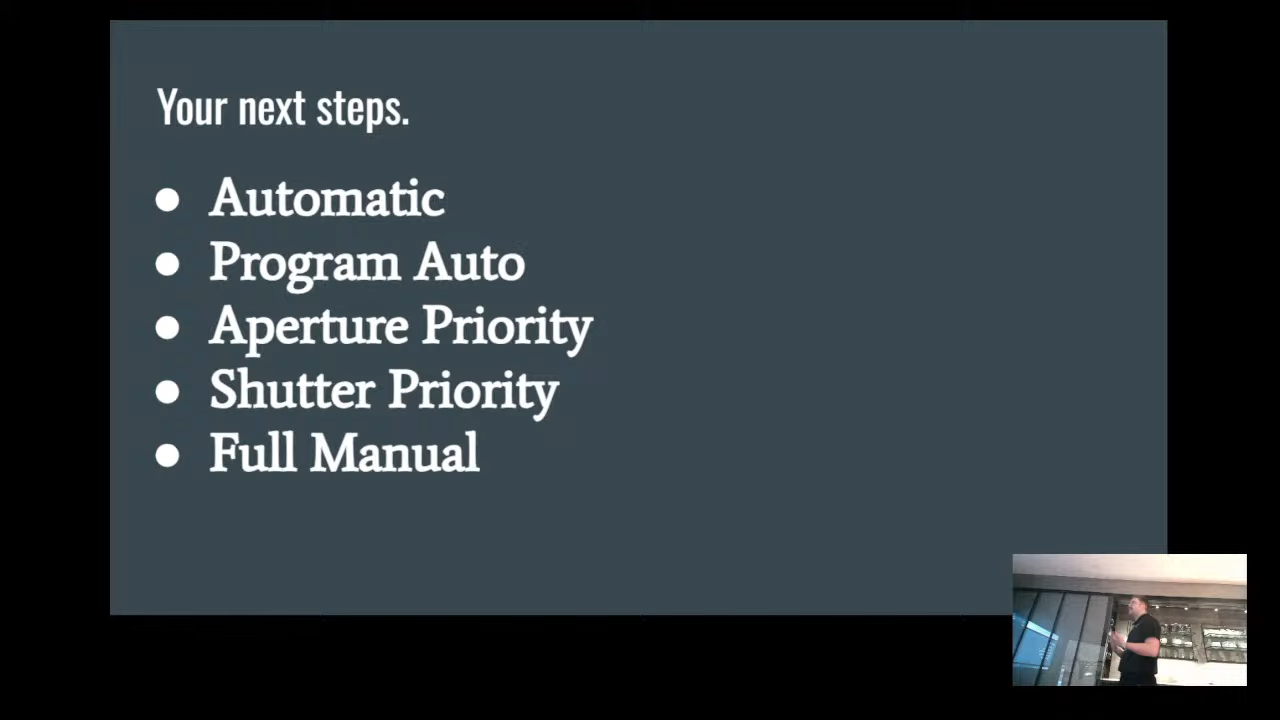 Your next steps.
● Automatic
● Program Auto
● Aperture Priority
● Shutter Priority
● Full Manual